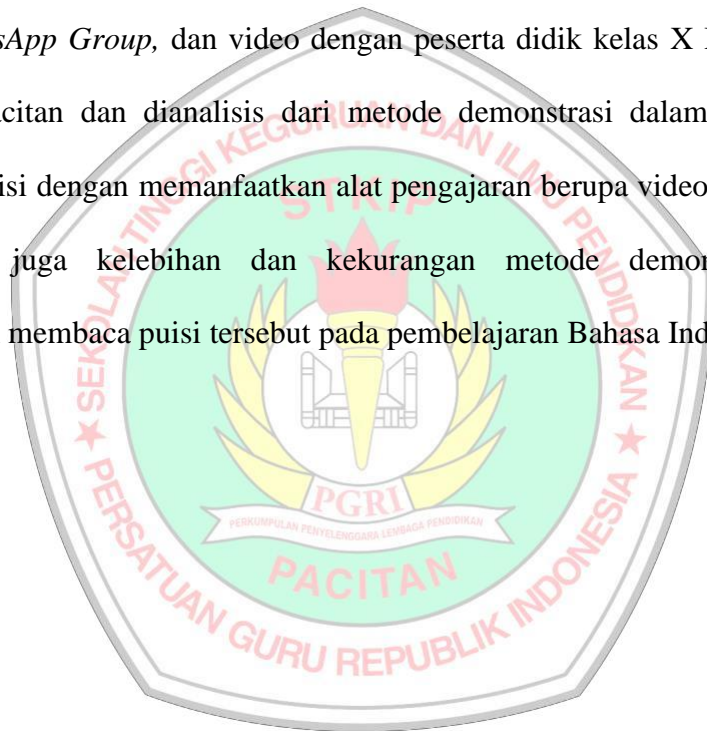 sApp Group, dan video dengan peserta didik kelas X
acitan dan dianalisis dari metode demonstrasi dalam
isi dengan memanfaatkan alat pengajaran berupa video
juga kelebihan dan kekurangan metode demon
membaca puisi tersebut pada pembelajaran Bahasa Ind
SEKOLAH TINGGI KEGURUAN DAN ILMU PENDIDIKAN
STKIP
PGRI
PERKUMPULAN PENYELENGGARA LEMBAGA PENDIDIKAN
PACITAN
★ PERSATUAN GURU REPUBLIK INDONESIA ★